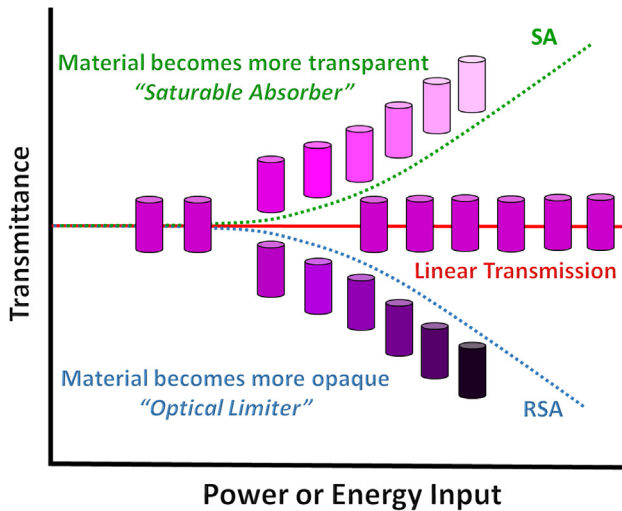 SA
Material becomes more transparent
“Saturable Absorber”
Transmittance
Linear Transmission
Material becomes more opaque
“Optical Limiter”
RSA
Power or Energy Input